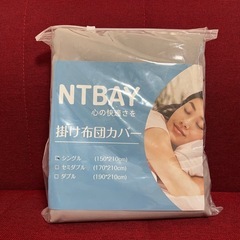 NTBAY
心の快感さを
掛け布団カバー
シングル (150*210cm)
セミダブル (170*210cm)
ダブル (190*210cm)